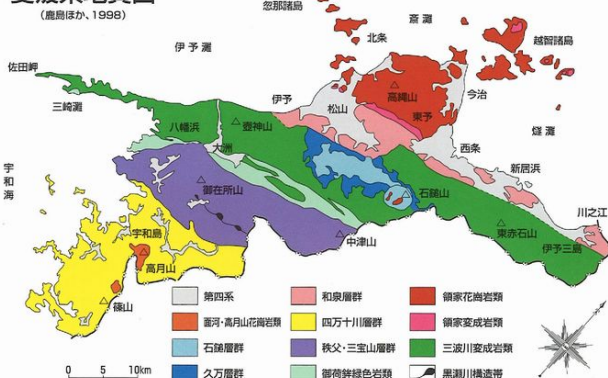 (鹿島ほか、1998)
忽那諸島
斎灘
北条
越智諸島
伊予灘
佐田岬
高縄山
今治
三崎灘
伊予
松山
東予
燧灘
八幡浜
壺神山
大洲
西条
新居浜
宇和海
御在所山
石鎚山
川之江
東赤石山
伊予三島
中津山
宇和島
高月山
篠山
第四系
和泉層群
領家花崗岩類
面河・高月山花崗岩類
四万十川層群
領家変成岩類
石鎚層群
秩父・三宝山層群
三波川変成岩類
久万層群
御荷鉾緑色岩類
黒瀬川構造帯
0 5 10km